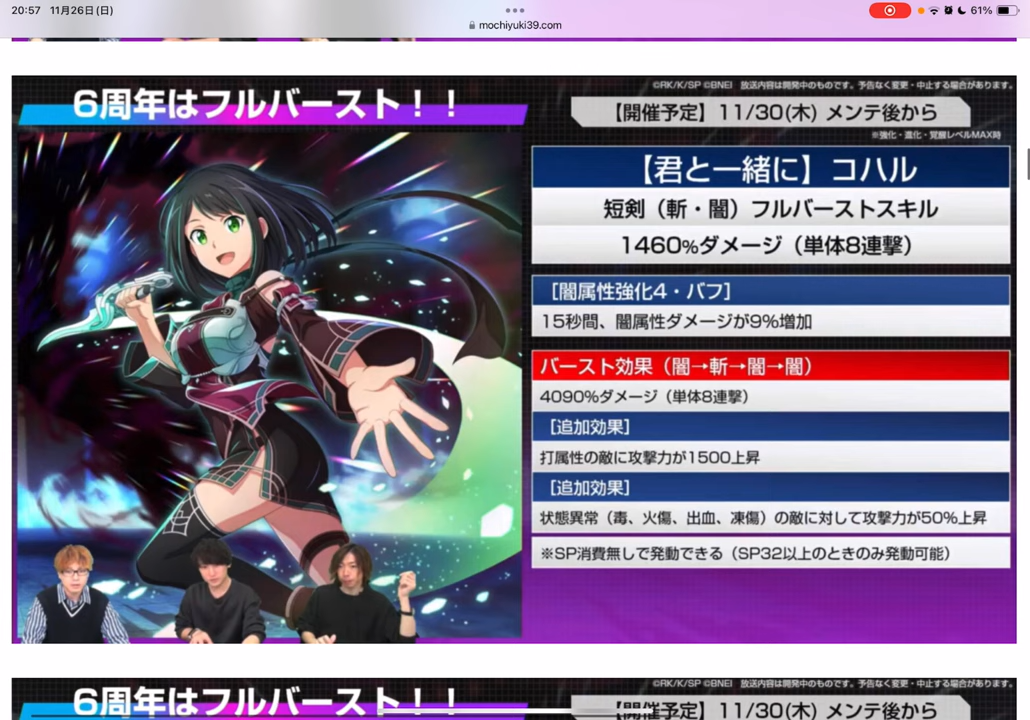 20:57 11月26日(日)
61%
mochiyuki39.com
©RK/K/SP ©BNEI 放送内容は開発中のものです。予告なく変更・中止する場合があります。
6周年はフルバースト！！
【開催予定】11/30(木) メンテ後から
※強化・進化・覚醒レベルMAX時
【君と一緒に】コハル
短剣（斬・闇）フルバーストスキル
1460%ダメージ（単体8連撃）
［闇属性強化4・バフ］
15秒間、闇属性ダメージが9%増加
バースト効果（闇→斬→闇→闇）
4090%ダメージ（単体8連撃）
［追加効果］
打属性の敵に攻撃力が1500上昇
［追加効果］
状態異常（毒、火傷、出血、凍傷）の敵に対して攻撃力が50%上昇
※SP消費無しで発動できる（SP32以上のときのみ発動可能）
©RK/K/SP ©BNEI 放送内容は開発中のものです。予告なく変更・中止する場合があります。
6周年はフルバースト！！
【開催予定】11/30(木) メンテ後から